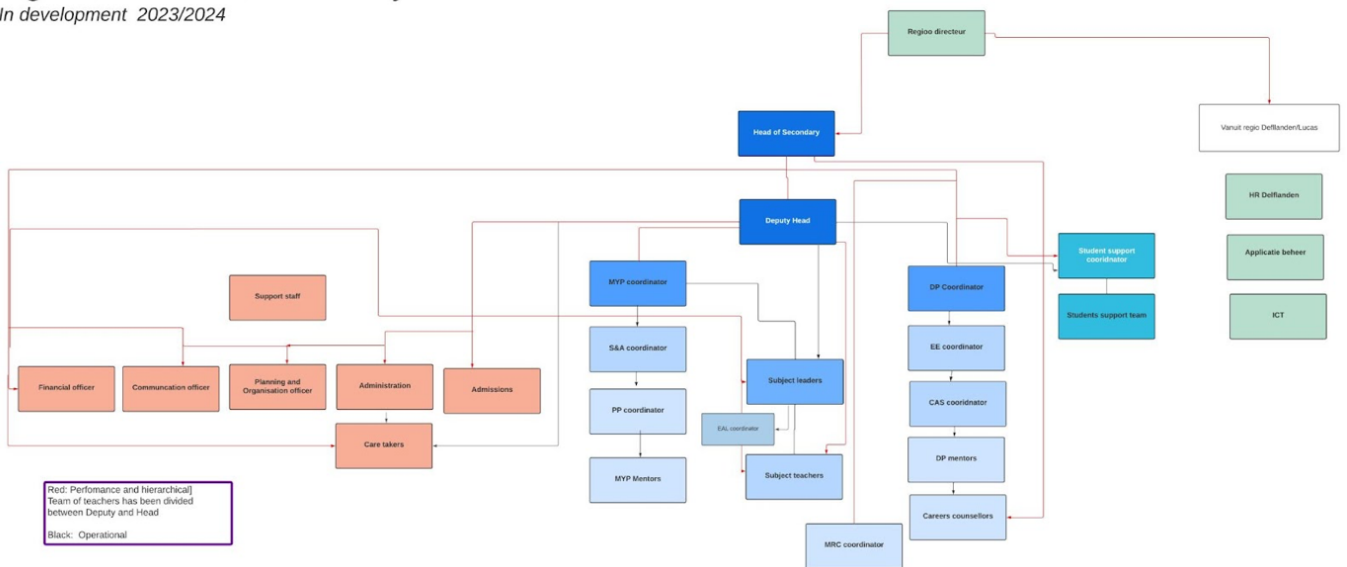 In development 2023/2024
Regioo directeur
Head of Secondary
Vanuit regio Defllanden/Lucas
HR Delflanden
Deputy Head
Student support
cooridnator
Applicatie beheer
Support staff
MYP coordinator
DP Coordinator
Students support team
ICT
S&A coordinator
EE coordinator
Financial officer
Communcation officer
Planning and
Organisation officer
Administration
Admissions
Subject leaders
PP coordinator
CAS cooridnator
EAL coordinator
Care takers
DP mentors
MYP Mentors
Subject teachers
Red: Perfomance and hierarchical]
Team of teachers has been divided
between Deputy and Head
Black: Operational
Careers counsellors
MRC coordinator